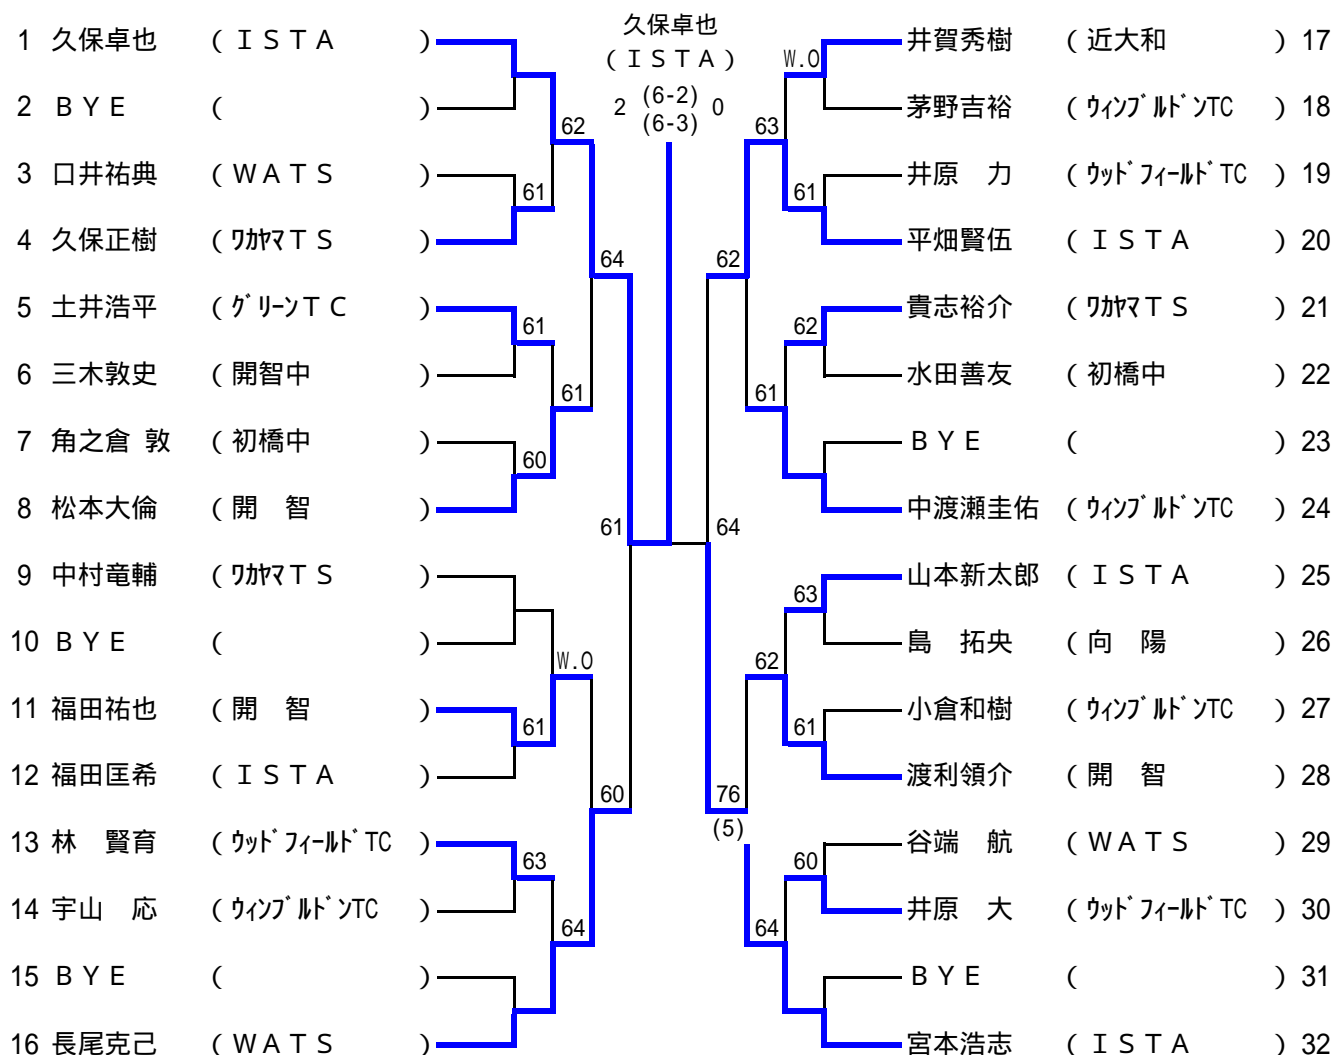 久保卓也
(ＩＳＴＡ)
2 (6-2) 0
(6-3)
1 久保卓也 (ＩＳＴＡ )
2 ＢＹＥ ( )
62
3 口井祐典 (ＷＡＴＳ )
61
4 久保正樹 (ﾜｶﾔﾏＴＳ )
64
5 土井浩平 (ｸﾞﾘｰﾝＴＣ )
61
6 三木敦史 (開智中 )
61
7 角之倉 敦 (初橋中 )
60
8 松本大倫 (開　智 )
61
9 中村竜輔 (ﾜｶﾔﾏＴＳ )
10 ＢＹＥ ( )
W.O
11 福田祐也 (開　智 )
61
12 福田匡希 (ＩＳＴＡ )
60
13 林　賢育 (ｳｯﾄﾞﾌｨｰﾙﾄﾞTC )
63
14 宇山　応 (ｳｨﾝﾌﾞﾙﾄﾞﾝTC )
64
15 ＢＹＥ ( )
16 長尾克己 (ＷＡＴＳ )
井賀秀樹 (近大和 ) 17
W.O
茅野吉裕 (ｳｨﾝﾌﾞﾙﾄﾞﾝTC ) 18
63
井原　力 (ｳｯﾄﾞﾌｨｰﾙﾄﾞTC ) 19
61
平畑賢伍 (ＩＳＴＡ ) 20
62
貴志裕介 (ﾜｶﾔﾏＴＳ ) 21
62
水田善友 (初橋中 ) 22
61
ＢＹＥ ( ) 23
中渡瀬圭佑 (ｳｨﾝﾌﾞﾙﾄﾞﾝTC ) 24
64
山本新太郎 (ＩＳＴＡ ) 25
63
島　拓央 (向　陽 ) 26
62
小倉和樹 (ｳｨﾝﾌﾞﾙﾄﾞﾝTC ) 27
61
渡利領介 (開　智 ) 28
76
(5)
谷端　航 (ＷＡＴＳ ) 29
60
井原　大 (ｳｯﾄﾞﾌｨｰﾙﾄﾞTC ) 30
64
ＢＹＥ ( ) 31
宮本浩志 (ＩＳＴＡ ) 32